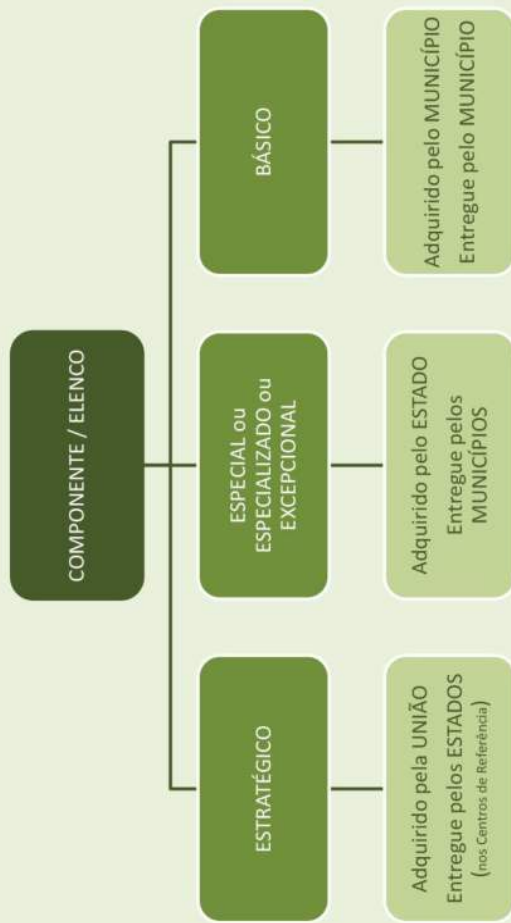 COMPONENTE / ELENCO
ESTRATÉGICO
ESPECIAL ou
ESPECIALIZADO ou
EXCEPCIONAL
BÁSICO
Adquirido pela UNIÃO
Entregue pelos ESTADOS
(nos Centros de Referência)
Adquirido pelo ESTADO
Entregue pelos
MUNICÍPIOS
Adquirido pelo MUNICÍPIO
Entregue pelo MUNICÍPIO